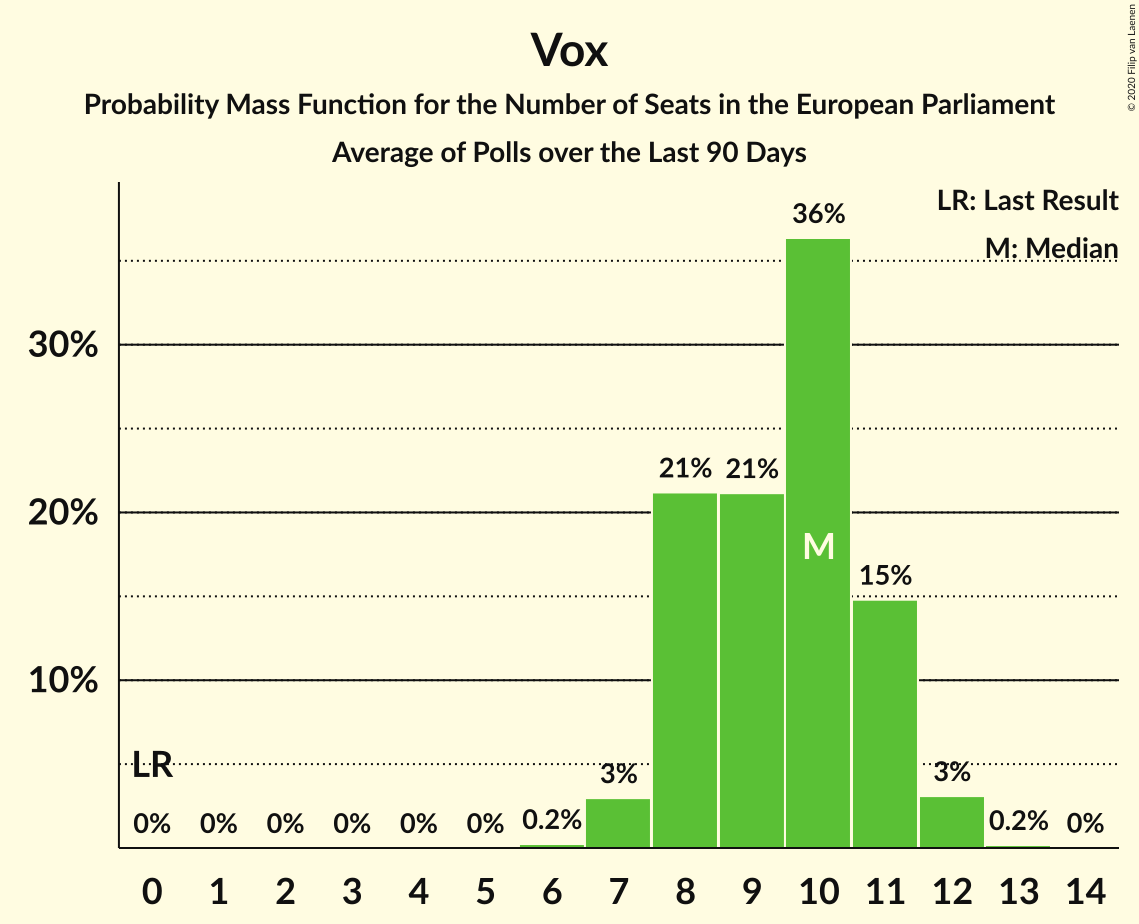 Vox
Probability Mass Function for the Number of Seats in the European Parliament
Average of Polls over the Last 90 Days
© 2020 Filip van Laenen
LR: Last Result
M: Median
36%
30%
21% 21%
20%
M
15%
10%
LR
3% 3%
0% 0% 0% 0% 0% 0% 0.2% 0.2% 0%
0 1 2 3 4 5 6 7 8 9 10 11 12 13 14